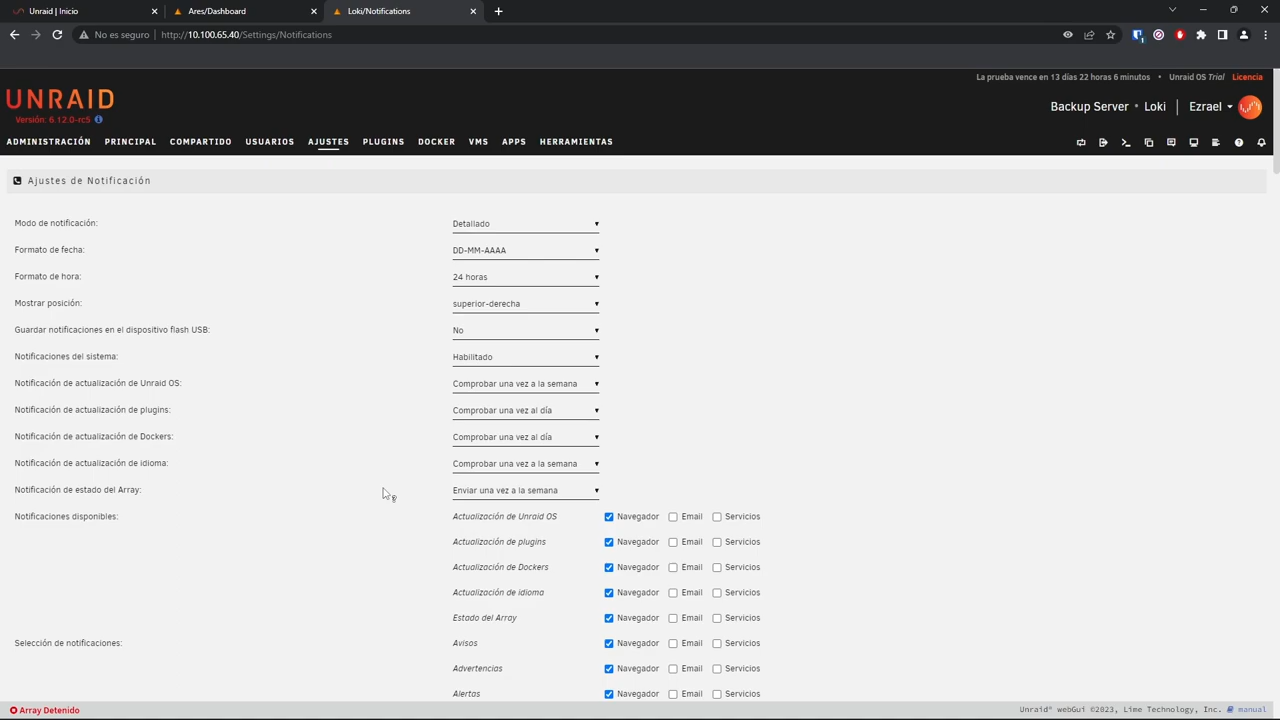 Unraid | Inicio
Ares/Dashboard
Loki/Notifications
No es seguro
http://10.100.65.40/Settings/Notifications
La prueba vence en 13 días 22 horas 6 minutos • Unraid OS Trial Licencia
UNRAID
Versión: 6.12.0-rc5
Backup Server • Loki
Ezrael
ADMINISTRACIÓN PRINCIPAL COMPARTIDO USUARIOS AJUSTES PLUGINS DOCKER VMS APPS HERRAMIENTAS
Ajustes de Notificación
Modo de notificación: Detallado
Formato de fecha: DD-MM-AAAA
Formato de hora: 24 horas
Mostrar posición: superior-derecha
Guardar notificaciones en el dispositivo flash USB: No
Notificaciones del sistema: Habilitado
Notificación de actualización de Unraid OS: Comprobar una vez a la semana
Notificación de actualización de plugins: Comprobar una vez al día
Notificación de actualización de Dockers: Comprobar una vez al día
Notificación de actualización de idioma: Comprobar una vez a la semana
Notificación de estado del Array: Enviar una vez a la semana
Notificaciones disponibles: Actualización de Unraid OS Navegador Email Servicios
Actualización de plugins Navegador Email Servicios
Actualización de Dockers Navegador Email Servicios
Actualización de idioma Navegador Email Servicios
Estado del Array Navegador Email Servicios
Selección de notificaciones: Avisos Navegador Email Servicios
Advertencias Navegador Email Servicios
Alertas Navegador Email Servicios
Array Detenido
Unraid® webGui ©2023, Lime Technology, Inc. manual